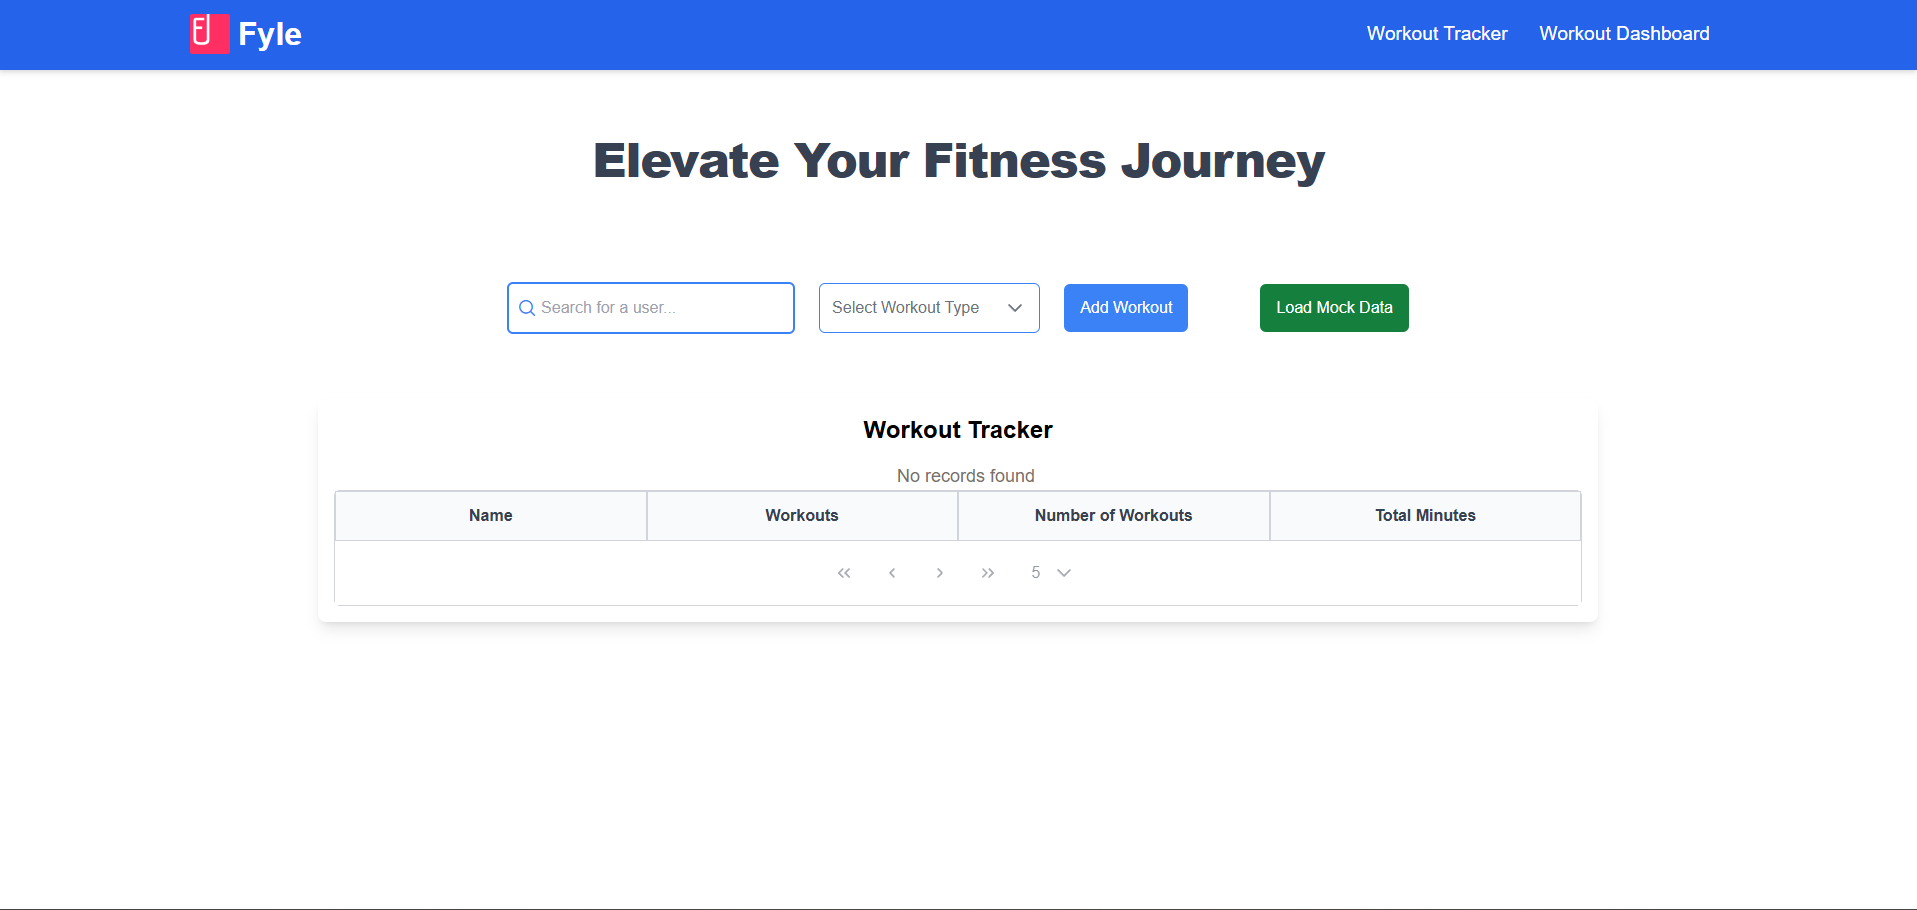 Fyle
Workout Tracker Workout Dashboard
Elevate Your Fitness Journey
Search for a user...
Select Workout Type
Add Workout
Load Mock Data
Workout Tracker
No records found
Name Workouts Number of Workouts Total Minutes
5